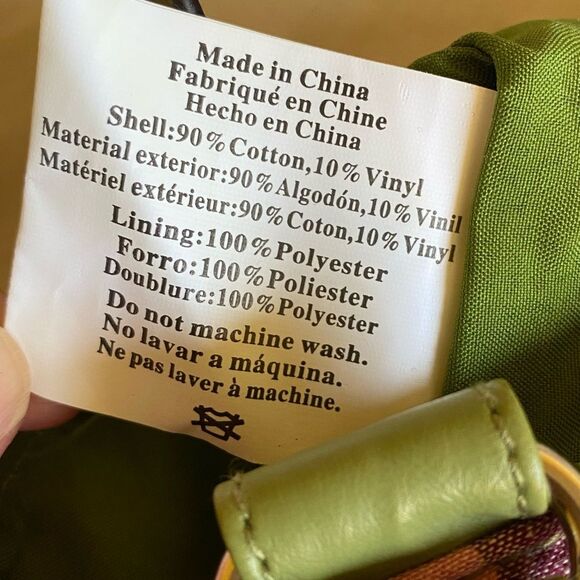 Made in China
Fabriqué en Chine
Hecho en China
Shell:90% Cotton,10% Vinyl
Material exterior:90% Algodón,10% Vinil
Matériel extérieur:90% Coton,10% Vinyl
Lining:100% Polyester
Forro:100% Poliester
Doublure:100% Polyester
Do not machine wash.
No lavar a máquina.
Ne pas laver à machine.